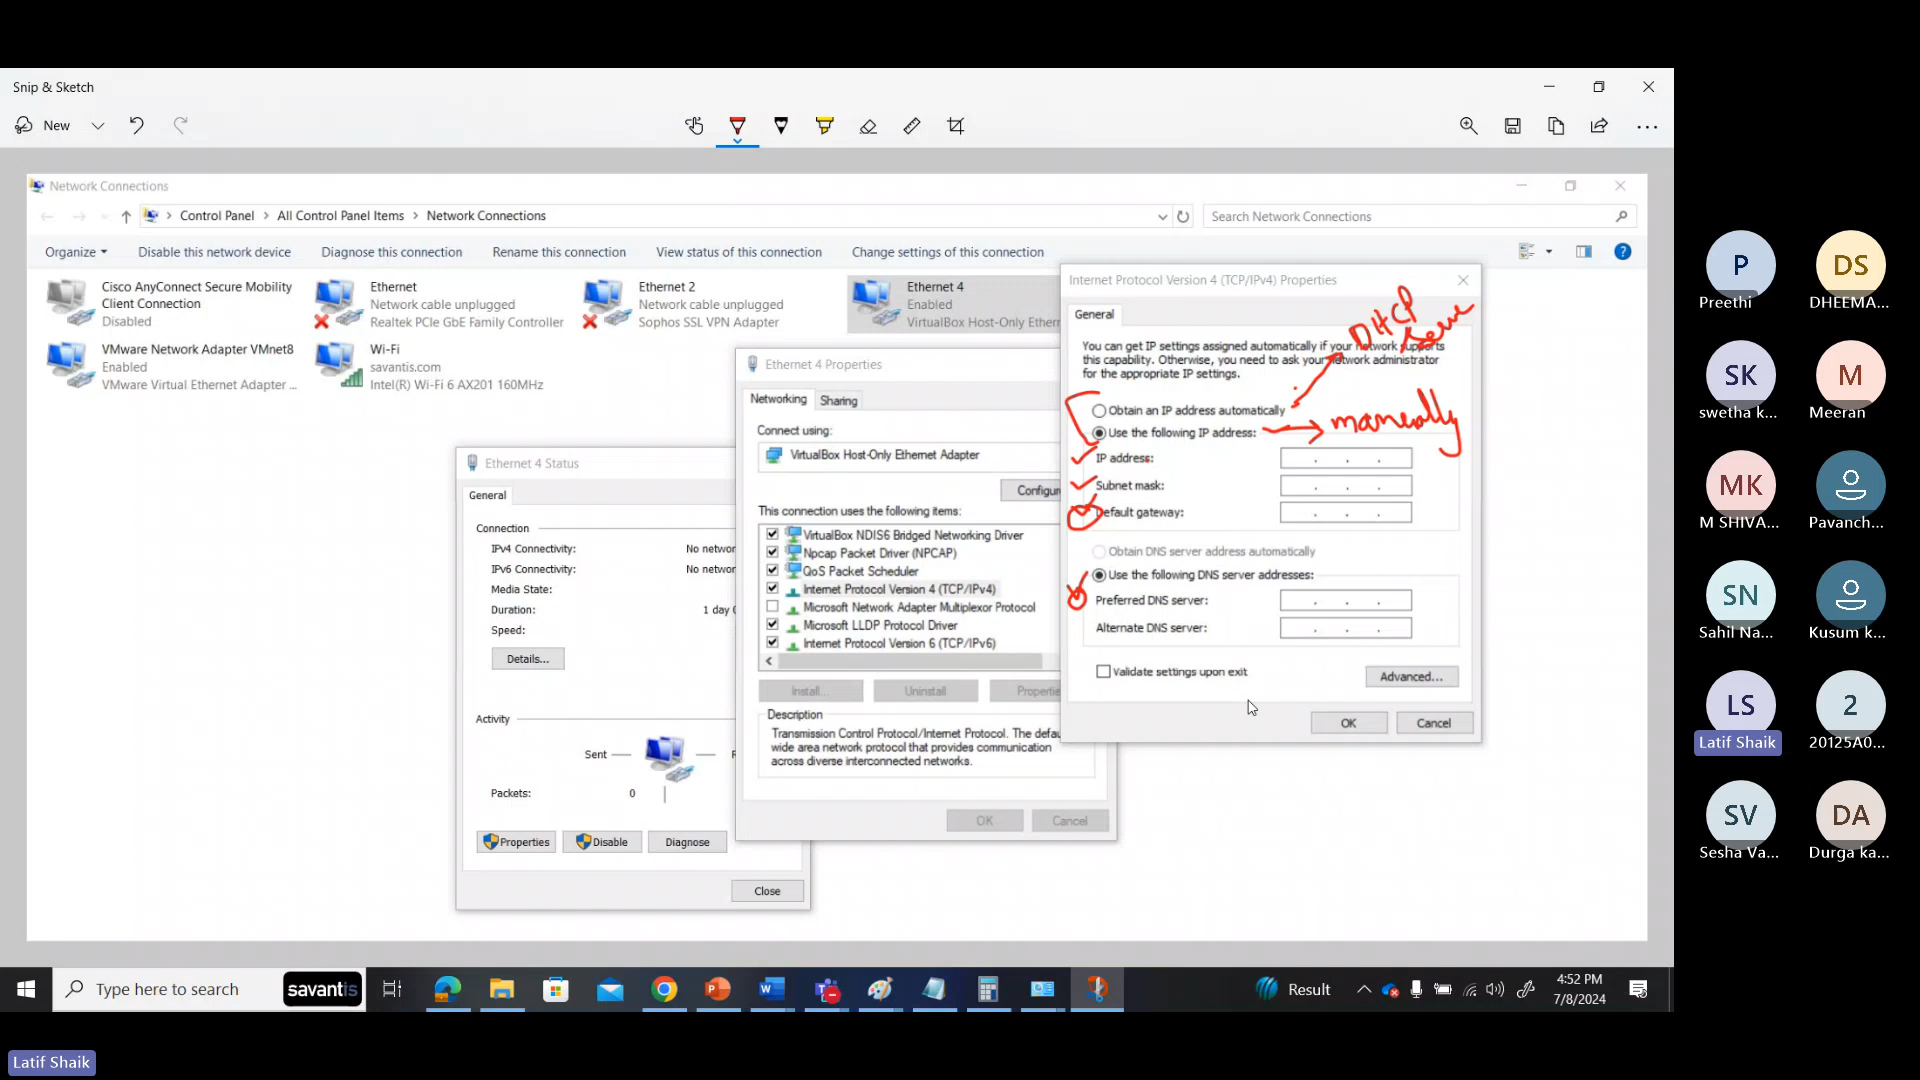 Snip & Sketch
New
Network Connections
Control Panel > All Control Panel Items > Network Connections
Search Network Connections
Organize
Disable this network device
Diagnose this connection
Rename this connection
View status of this connection
Change settings of this connection
Cisco AnyConnect Secure Mobility
Client Connection
Disabled
Ethernet
Network cable unplugged
Realtek PCIe GbE Family Controller
Ethernet 2
Network cable unplugged
Sophos SSL VPN Adapter
Ethernet 4
Enabled
VirtualBox Host-Only Ethern
VMware Network Adapter VMnet8
Enabled
VMware Virtual Ethernet Adapter ...
Wi-Fi
savantis.com
Intel(R) Wi-Fi 6 AX201 160MHz
Ethernet 4 Status
General
Connection
IPv4 Connectivity: No networ
IPv6 Connectivity: No networ
Media State:
Duration: 1 day 0
Speed:
Details...
Activity
Sent
Packets: 0
Properties
Disable
Diagnose
Close
Ethernet 4 Properties
Networking
Sharing
Connect using:
VirtualBox Host-Only Ethernet Adapter
Configure
This connection uses the following items:
VirtualBox NDIS6 Bridged Networking Driver
Npcap Packet Driver (NPCAP)
QoS Packet Scheduler
Internet Protocol Version 4 (TCP/IPv4)
Microsoft Network Adapter Multiplexor Protocol
Microsoft LLDP Protocol Driver
Internet Protocol Version 6 (TCP/IPv6)
Install...
Uninstall
Propertie
Description
Transmission Control Protocol/Internet Protocol. The defau
wide area network protocol that provides communication
across diverse interconnected networks.
OK
Cancel
Internet Protocol Version 4 (TCP/IPv4) Properties
General
DHCP
You can get IP settings assigned automatically if your network supports
this capability. Otherwise, you need to ask your network administrator
for the appropriate IP settings.
Obtain an IP address automatically
Use the following IP address:
IP address:
Subnet mask:
Default gateway:
Obtain DNS server address automatically
Use the following DNS server addresses:
Preferred DNS server:
Alternate DNS server:
Validate settings upon exit
Advanced...
OK
Cancel
P
Preethi
DS
DHEEMA...
SK
swetha k...
M
Meeran
MK
M SHIVA...
Pavanch...
SN
Sahil Na...
Kusum k...
LS
Latif Shaik
2
20125A0...
SV
Sesha Va...
DA
Durga ka...
Type here to search
savantis
Result
4:52 PM
7/8/2024
Latif Shaik